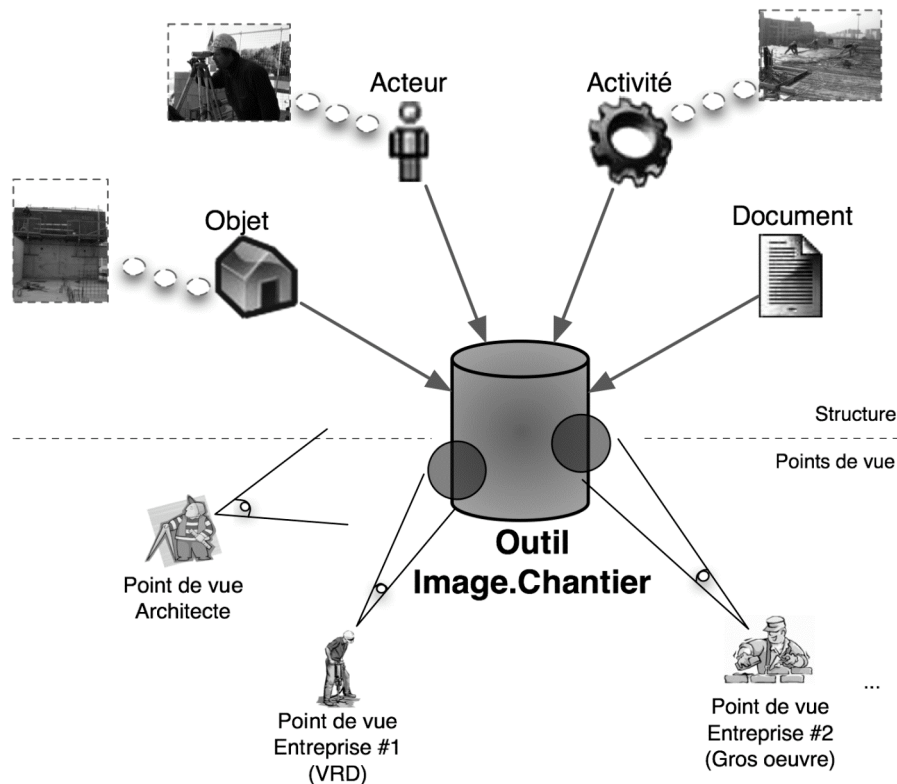 Acteur
Activité
Objet
Document
Structure
Points de vue
Outil
Image.Chantier
Point de vue
Architecte
Point de vue
Entreprise #1
(VRD)
Point de vue
Entreprise #2
(Gros oeuvre)
...